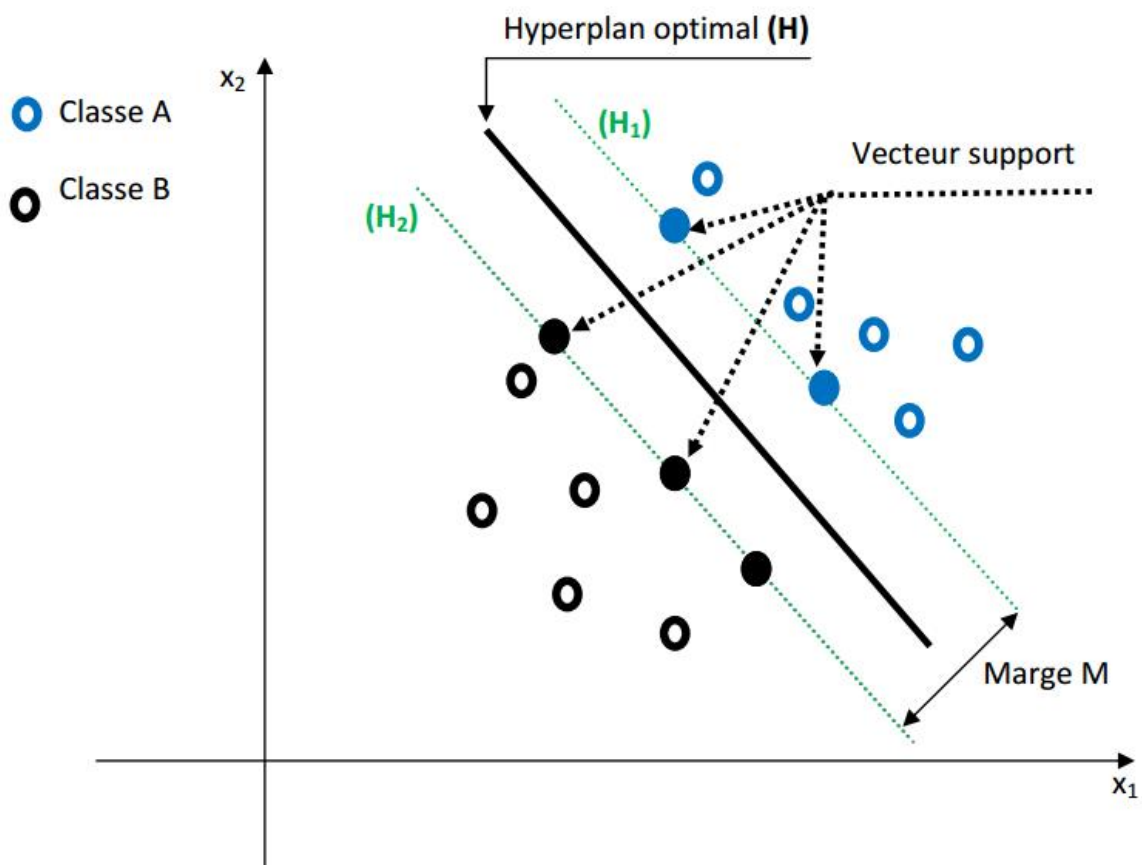 Hyperplan optimal (H)
x2
Classe A
(H1)
Vecteur support
Classe B
(H2)
Marge M
x1